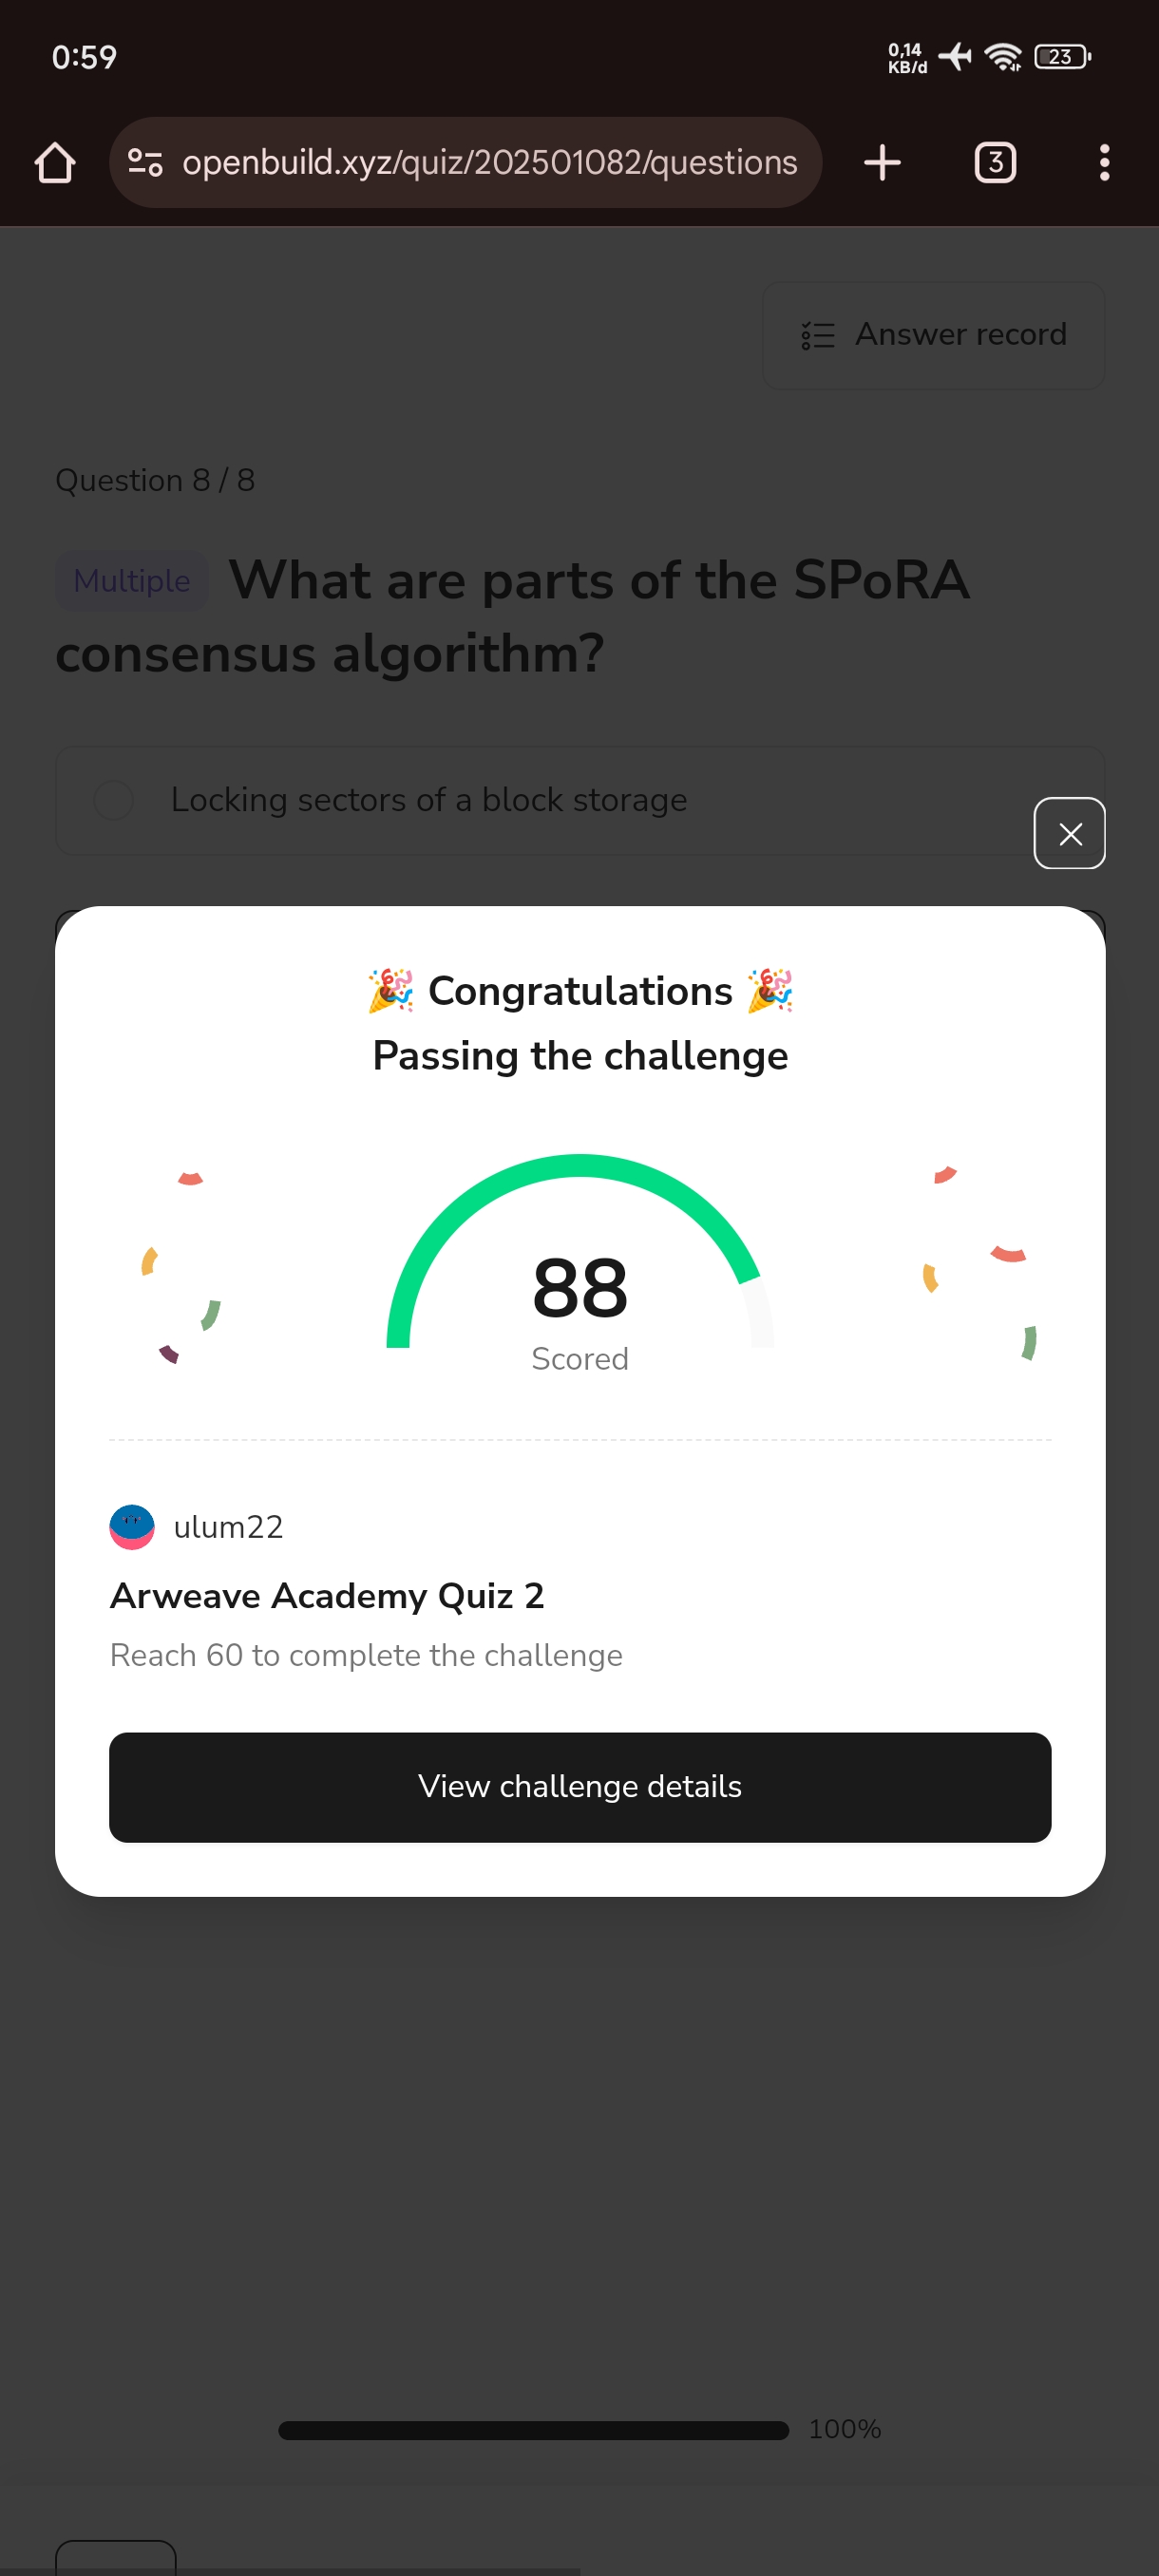 0:59
0,14
KB/d
23
openbuild.xyz/quiz/202501082/questions
3
Answer record
Question 8 / 8
Multiple What are parts of the SPoRA
consensus algorithm?
Locking sectors of a block storage
🎉 Congratulations 🎉
Passing the challenge
88
Scored
ulum22
Arweave Academy Quiz 2
Reach 60 to complete the challenge
View challenge details
100%